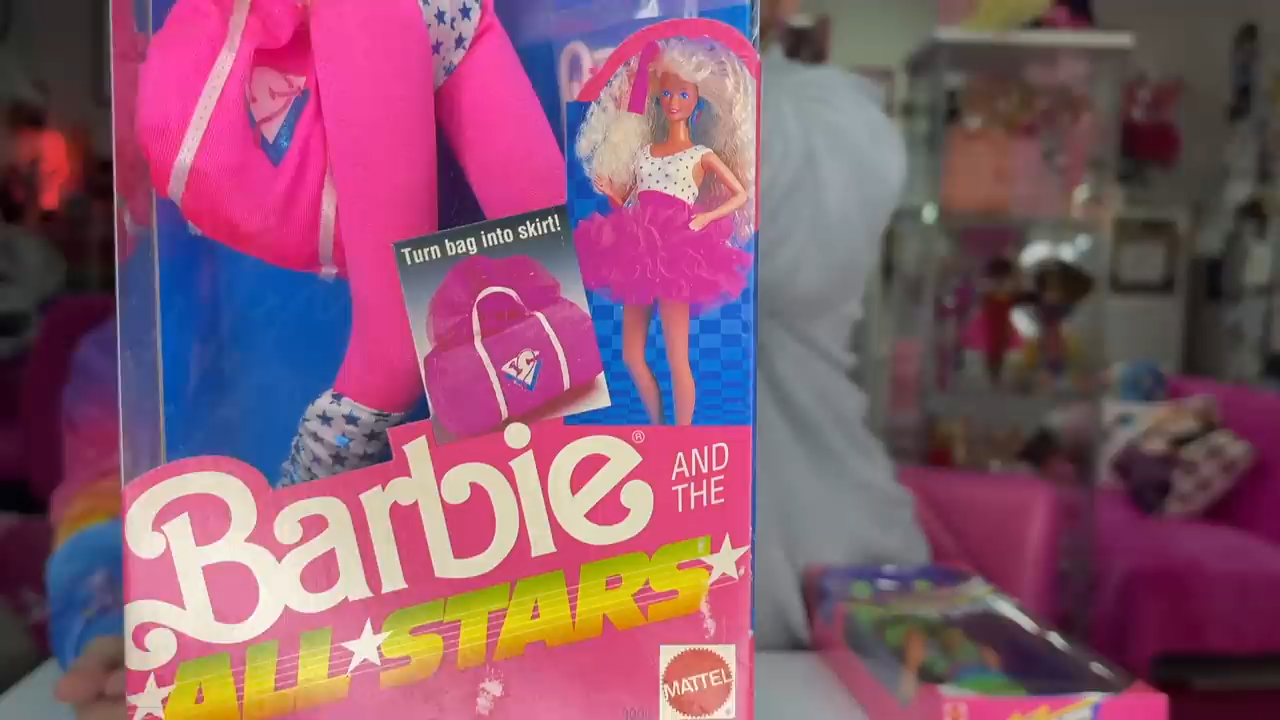 Turn bag into skirt!
Barbie®
AND
THE
ALL STARS
MATTEL